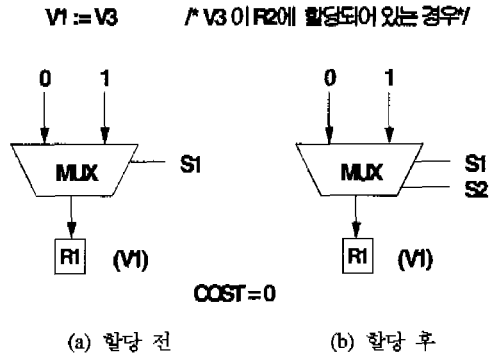 V1 := V3 /* V3 이 R2에 할당되어 있는 경우*/
0 1 0 1
MUX S1 MUX S1
S2
R1 (V1) R1 (V1)
COST = 0
(a) 할당 전 (b) 할당 후